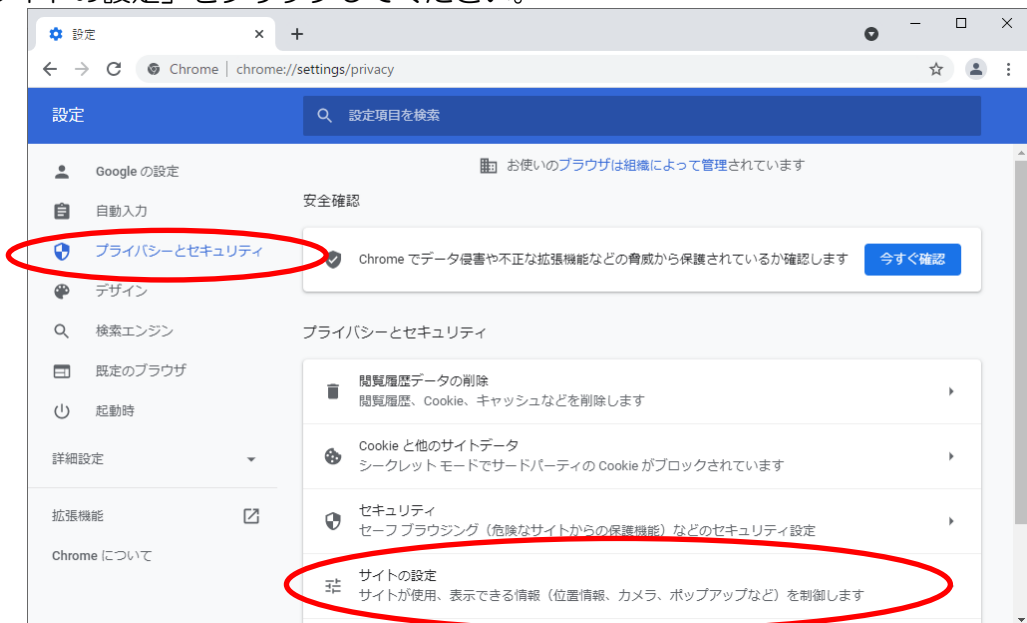 の設定」をクリックしてください。
設定
Chrome | chrome://settings/privacy
設定
設定項目を検索
Google の設定
自動入力
プライバシーとセキュリティ
デザイン
検索エンジン
既定のブラウザ
起動時
詳細設定
拡張機能
Chrome について
お使いのブラウザは組織によって管理されています
安全確認
Chrome でデータ侵害や不正な拡張機能などの脅威から保護されているか確認します
今すぐ確認
プライバシーとセキュリティ
閲覧履歴データの削除
閲覧履歴、Cookie、キャッシュなどを削除します
Cookie と他のサイトデータ
シークレット モードでサードパーティの Cookie がブロックされています
セキュリティ
セーフ ブラウジング（危険なサイトからの保護機能）などのセキュリティ設定
サイトの設定
サイトが使用、表示できる情報（位置情報、カメラ、ポップアップなど）を制御します